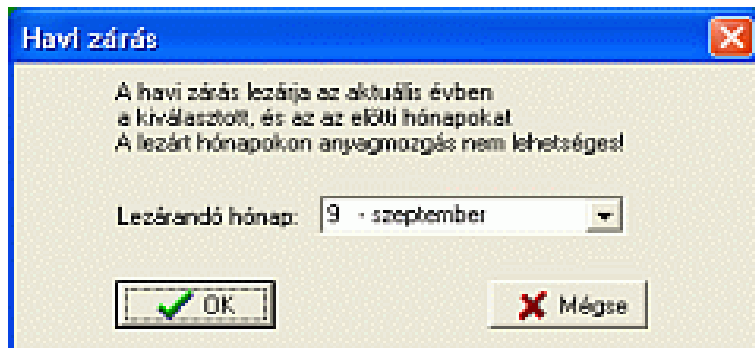 Havi zárás
A havi zárás lezárja az aktuális évben
a kiválasztott, és az az előtti hónapokat
A lezárt hónapokon anyagmozgás nem lehetséges!
Lezárandó hónap: 9 - szeptember
OK Mégse